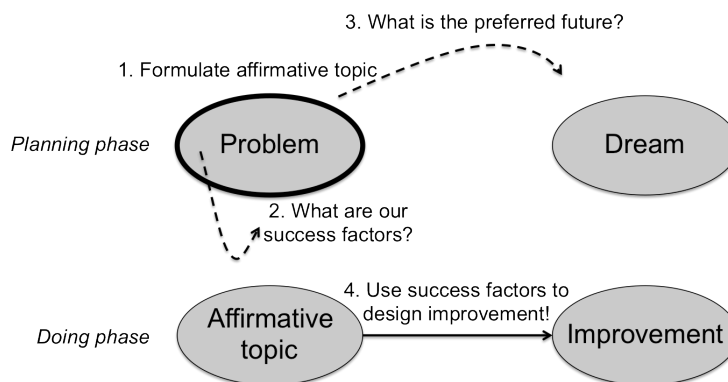 3. What is the preferred future?
1. Formulate affirmative topic
Planning phase
Problem
Dream
2. What are our
success factors?
4. Use success factors to
design improvement!
Doing phase
Affirmative
topic
Improvement